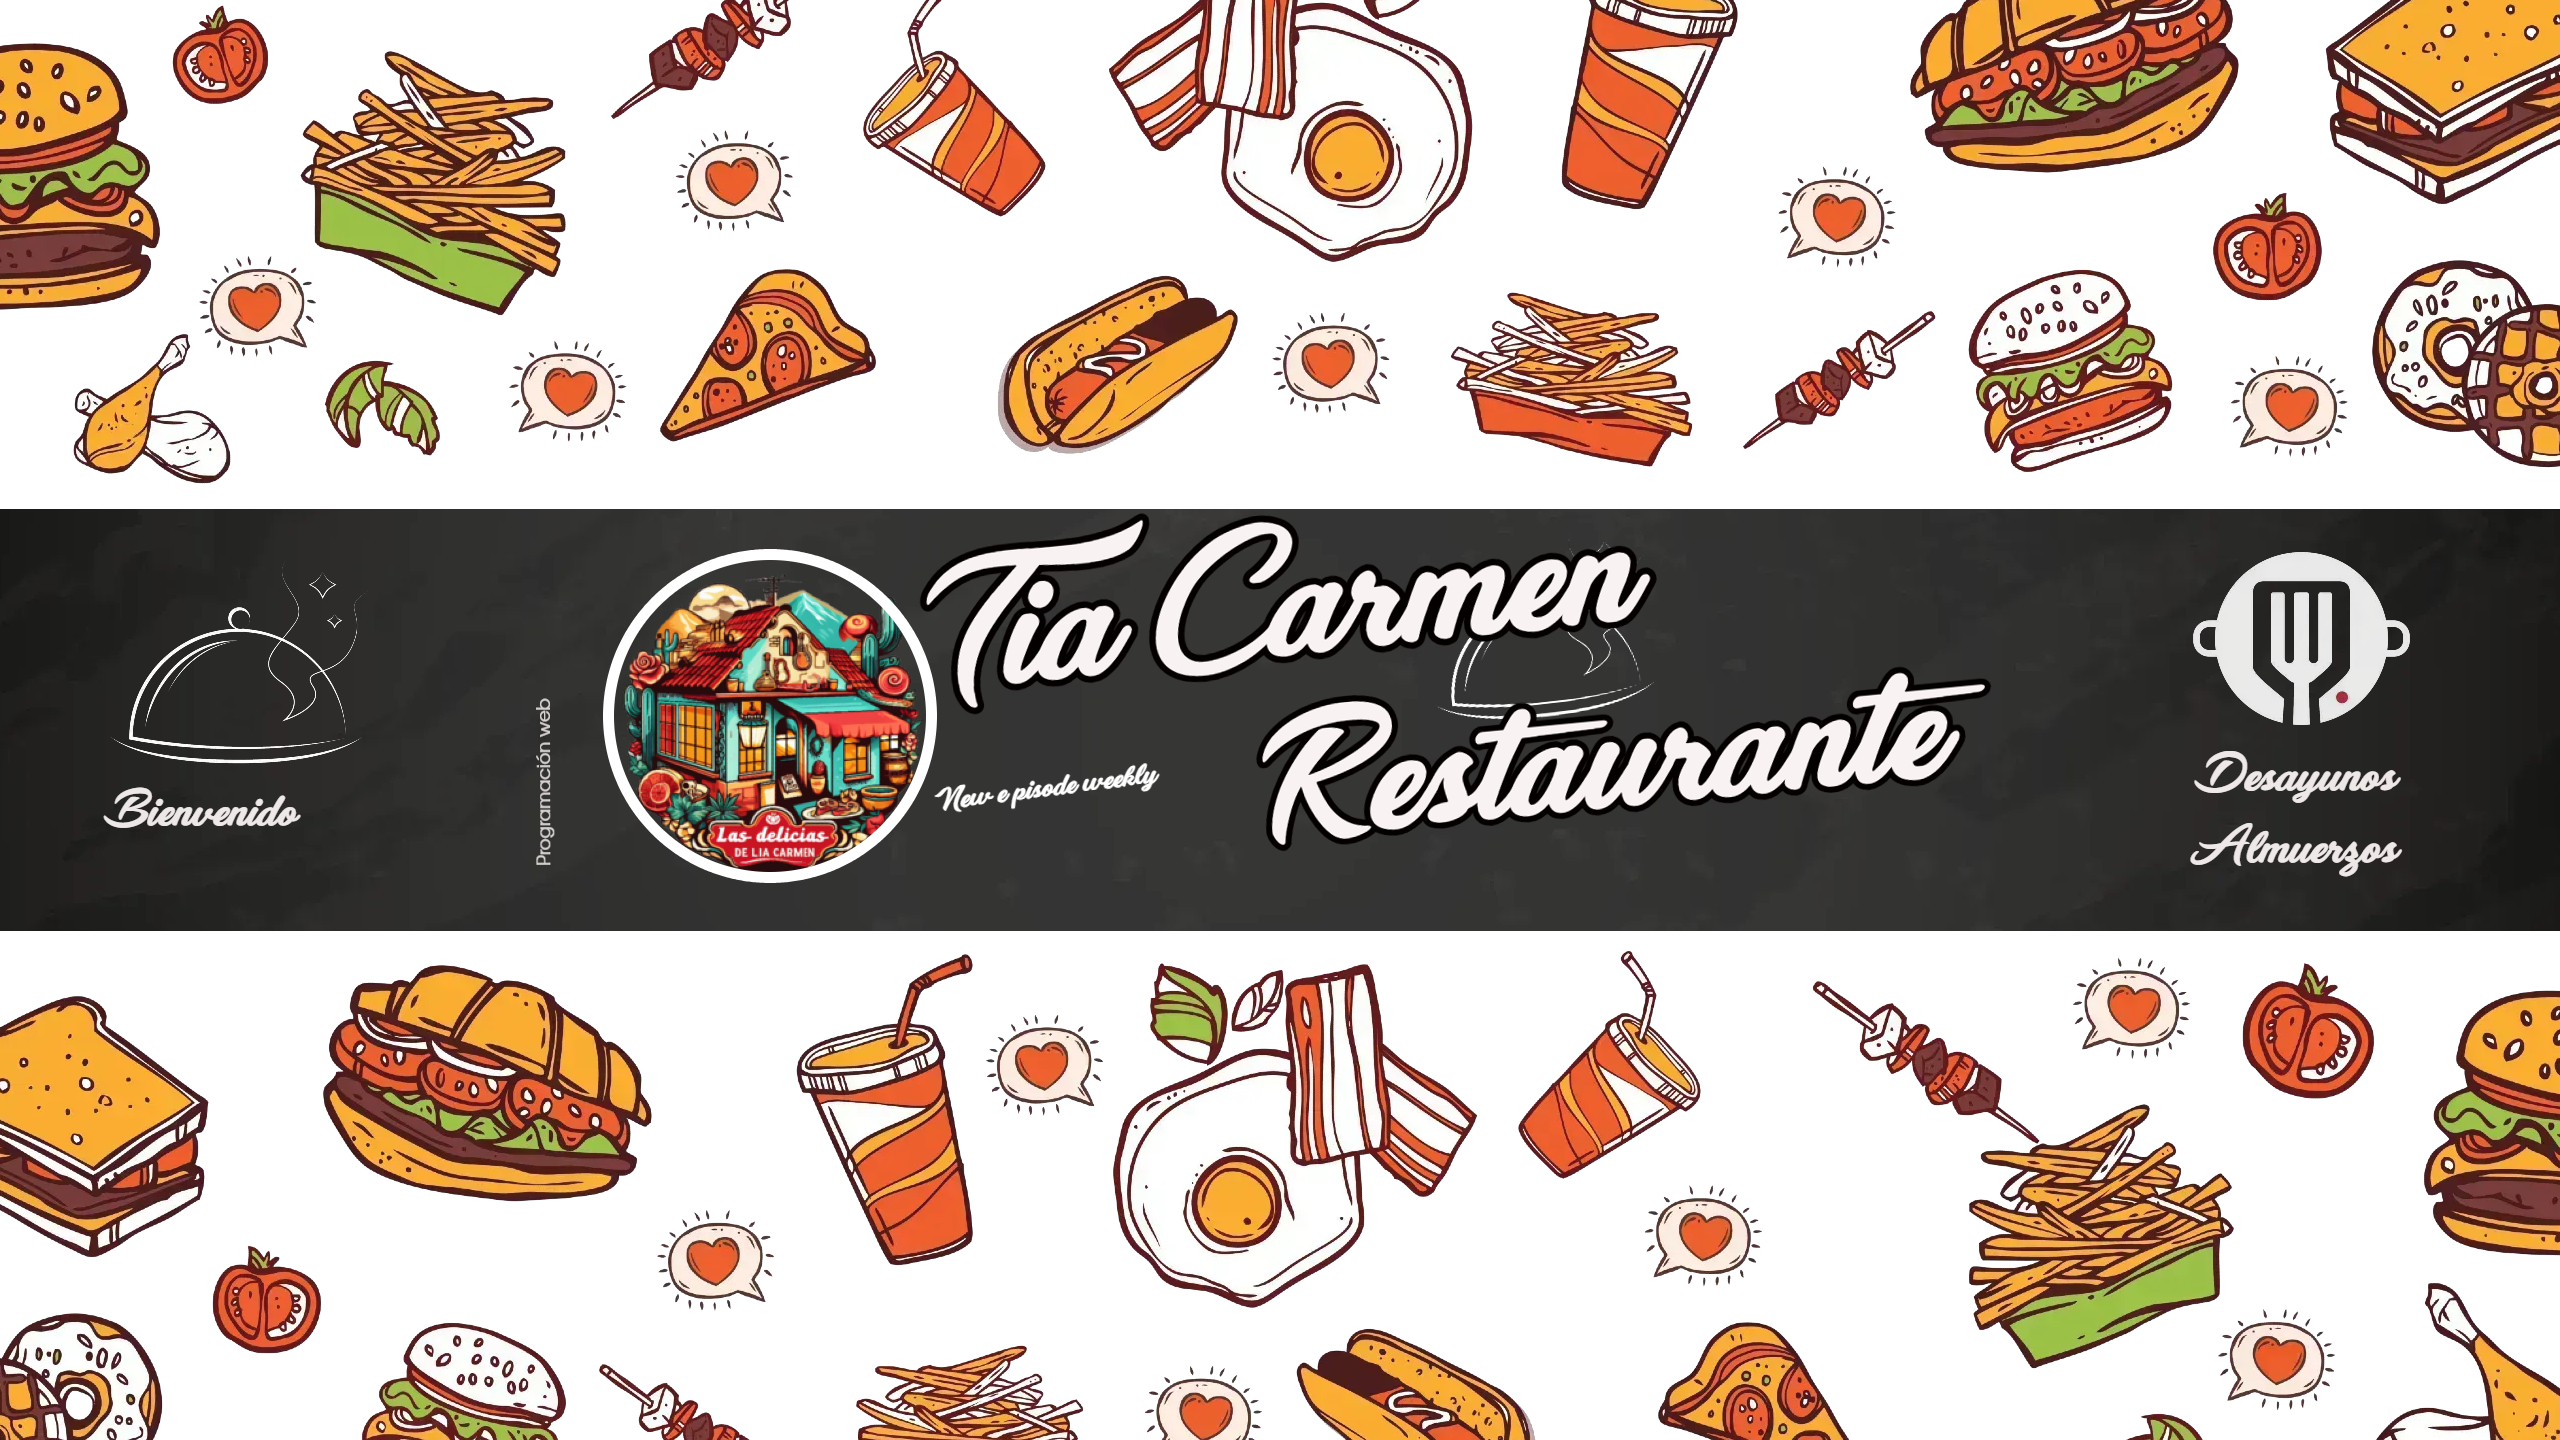 Bienvenido
Programación web
Las delicias
DE LIA CARMEN
Tia Carmen
Restaurante
New e pisode weekly
Desayunos
Almuerzos